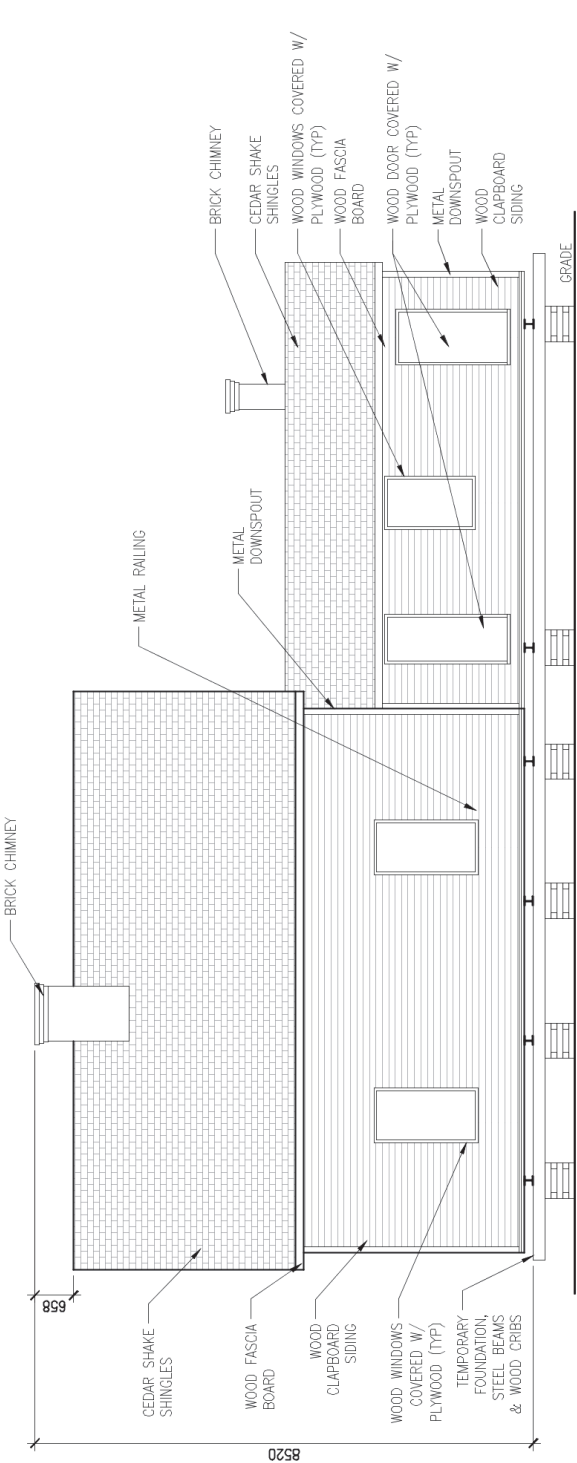 BRICK CHIMNEY
METAL RAILING
METAL
DOWNSPOUT
BRICK CHIMNEY
CEDAR SHAKE
SHINGLES
WOOD WINDOWS COVERED W/
PLYWOOD (TYP)
WOOD FASCIA
BOARD
WOOD DOOR COVERED W/
PLYWOOD (TYP)
METAL
DOWNSPOUT
WOOD
CLAPBOARD
SIDING
GRADE
658
8520
CEDAR SHAKE
SHINGLES
WOOD FASCIA
BOARD
WOOD
CLAPBOARD
SIDING
WOOD WINDOWS
COVERED W/
PLYWOOD (TYP)
TEMPORARY
FOUNDATION,
STEEL BEAMS
& WOOD CRIBS